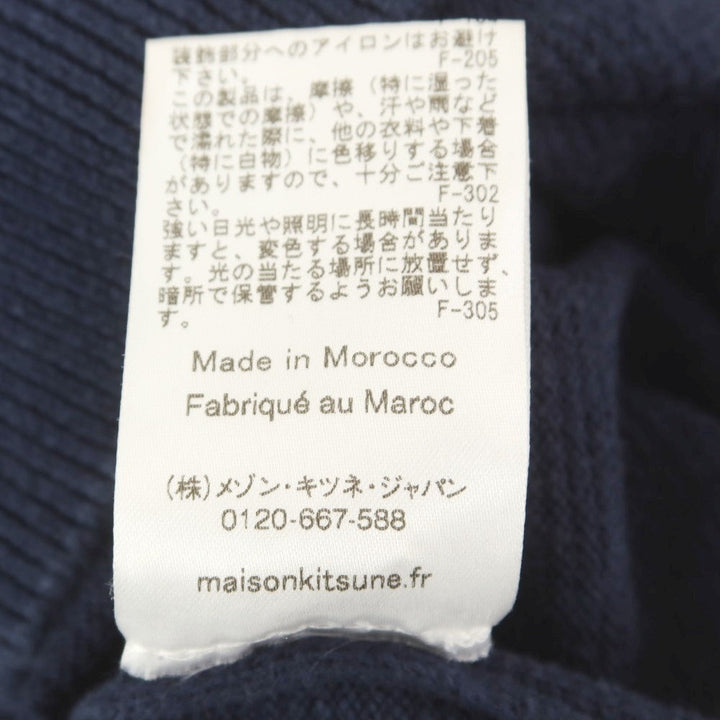 装飾部分へのアイロンはお避け
下さい。 F-205
この製品は、摩擦（特に湿った
状態での摩擦）や、汗や雨など
で濡れた際に、他の衣料や下着
（特に白物）に色移りする場合
がありますので、十分ご注意下
さい。 F-302
強い日光や照明に長時間当たり
ますと、変色する場合がありま
す。光の当たる場所に放置せず、
暗所で保管するようお願いしま
す。 F-305
Made in Morocco
Fabriqué au Maroc
(株)メゾン・キツネ・ジャパン
0120-667-588
maisonkitsune.fr